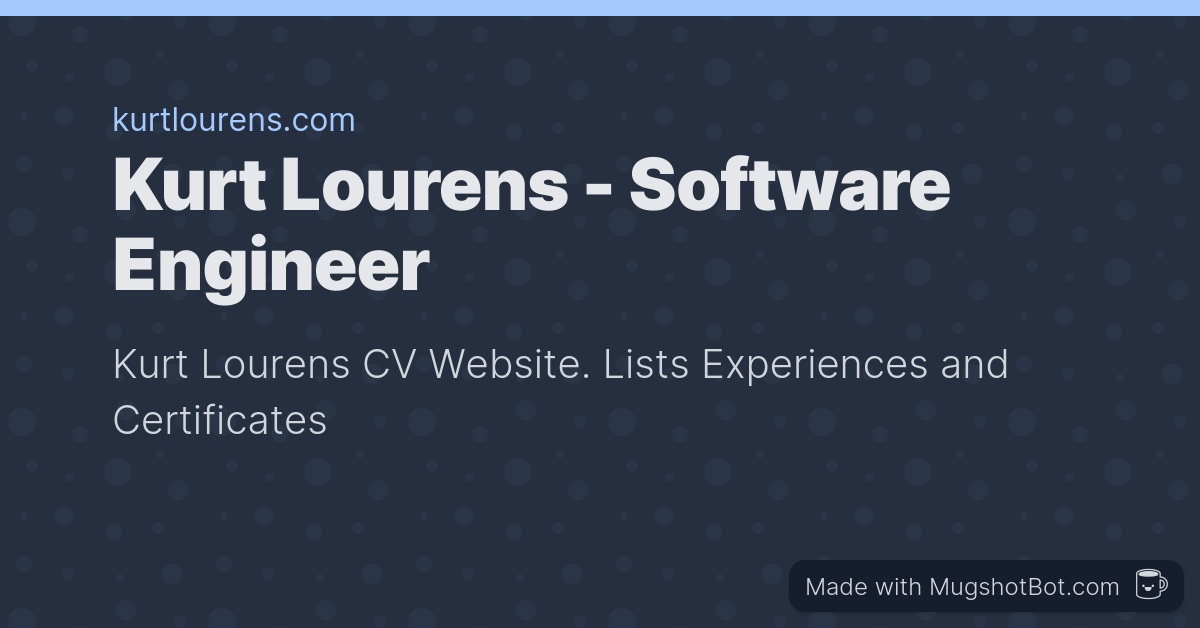 kurtlourens.com
Kurt Lourens - Software
Engineer
Kurt Lourens CV Website. Lists Experiences and
Certificates
Made with MugshotBot.com